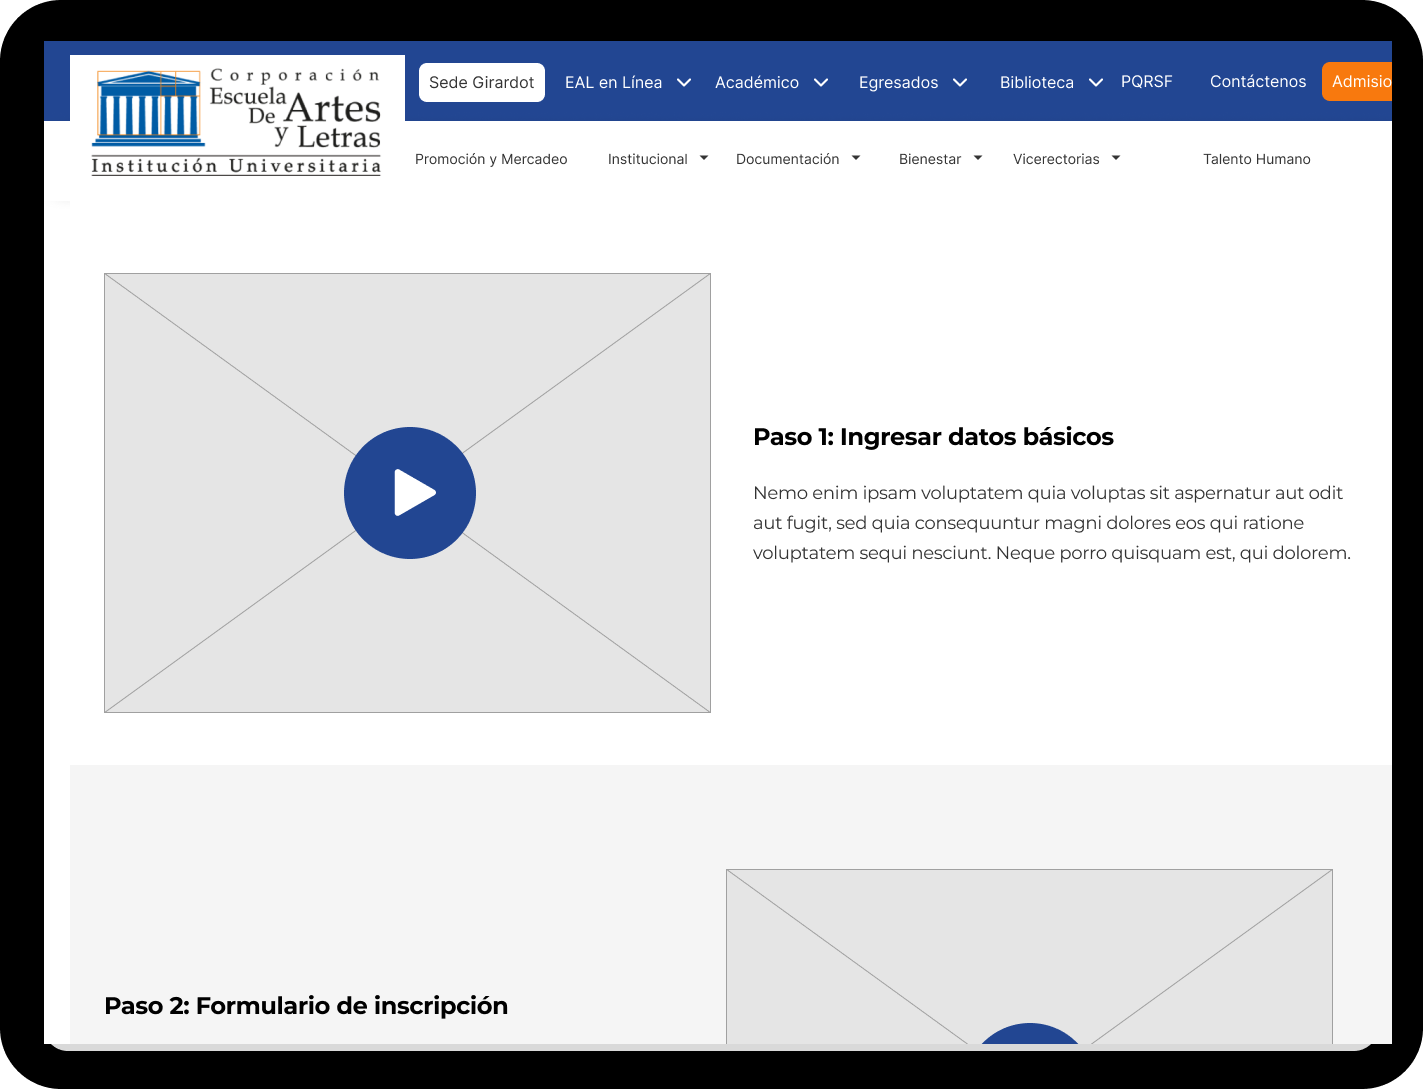 Corporación
Escuela
De Artes
y Letras
Institución Universitaria
Sede Girardot
EAL en Línea
Académico
Egresados
Biblioteca
PQRSF
Contáctenos
Admisio
Promoción y Mercadeo
Institucional
Documentación
Bienestar
Vicerectorias
Talento Humano
Paso 1: Ingresar datos básicos
Nemo enim ipsam voluptatem quia voluptas sit aspernatur aut odit
aut fugit, sed quia consequuntur magni dolores eos qui ratione
voluptatem sequi nesciunt. Neque porro quisquam est, qui dolorem.
Paso 2: Formulario de inscripción